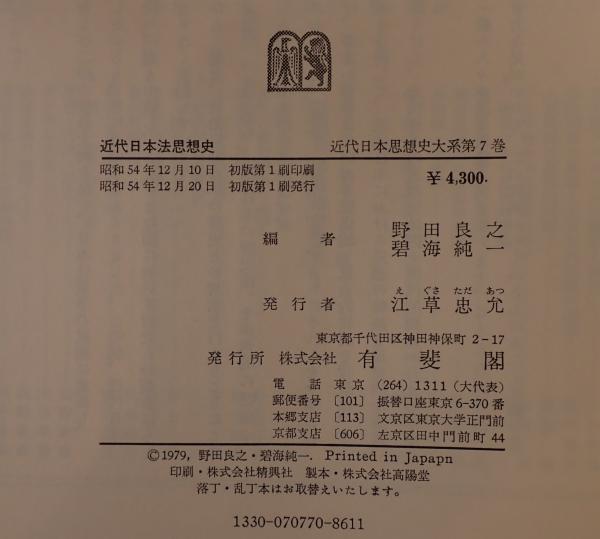 近代日本法思想史 近代日本思想史大系第7巻
昭和54年12月10日 初版第1刷印刷
昭和54年12月20日 初版第1刷発行
￥4,300.
編者 野田良之
碧海純一
え ぐさ ただ あつ
発行者 江草忠允
東京都千代田区神田神保町2-17
発行所 株式会社 有斐閣
電話 東京 (264) 1311 (大代表)
郵便番号 〔101〕 振替口座東京6-370番
本郷支店 〔113〕 文京区東京大学正門前
京都支店 〔606〕 左京区田中門前町44
©1979, 野田良之・碧海純一. Printed in Japapn
印刷・株式会社精興社 製本・株式会社高陽堂
落丁・乱丁本はお取替えいたします。
1330-070770-8611